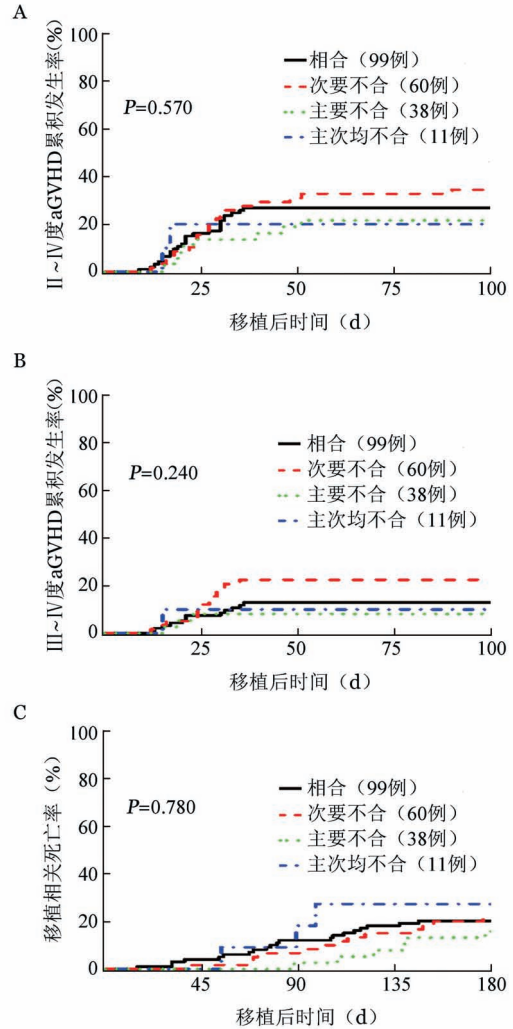 A
II~IV度aGVHD累积发生率(%)
100
80
60
40
20
0
P=0.570
相合（99例）
次要不合（60例）
主要不合（38例）
主次均不合（11例）
25
50
75
100
移植后时间（d）
B
III~IV度aGVHD累积发生率(%)
100
80
60
40
20
0
P=0.240
相合（99例）
次要不合（60例）
主要不合（38例）
主次均不合（11例）
25
50
75
100
移植后时间（d）
C
移植相关死亡率（%）
100
80
60
40
20
0
P=0.780
相合（99例）
次要不合（60例）
主要不合（38例）
主次均不合（11例）
45
90
135
180
移植后时间（d）